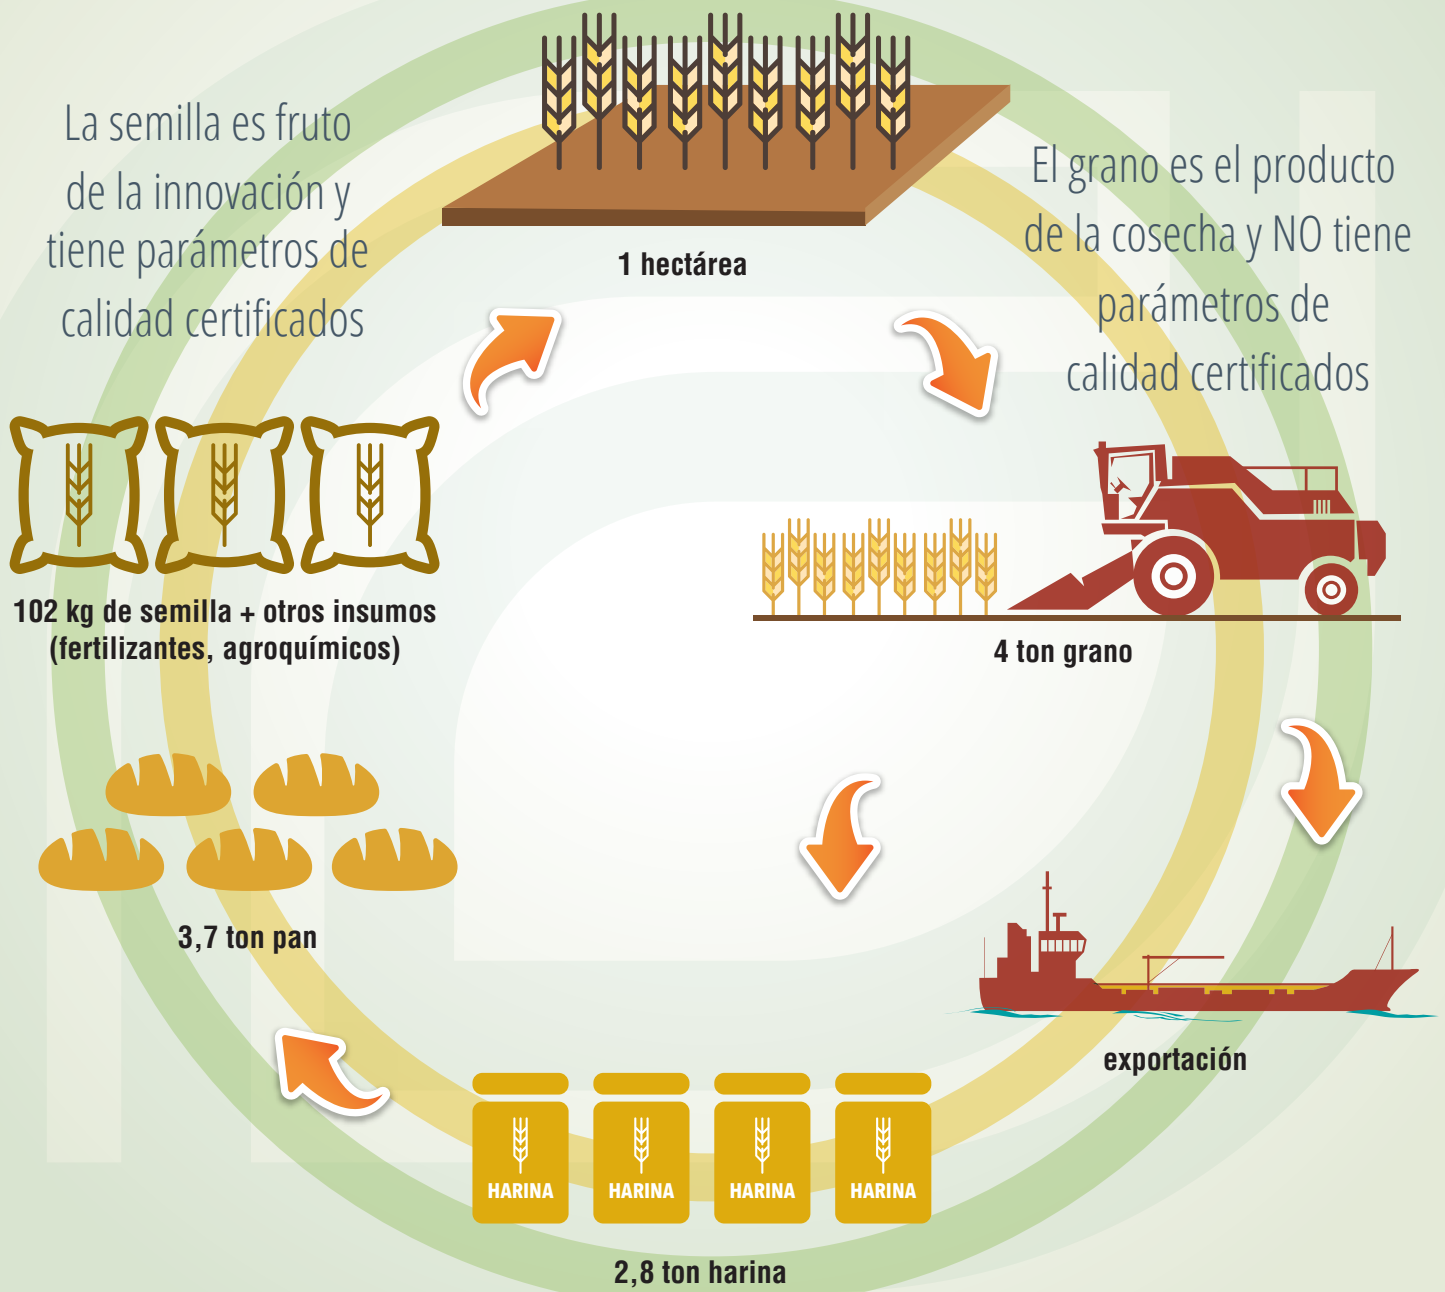 La semilla es fruto
de la innovación y
tiene parámetros de
calidad certificados
1 hectárea
El grano es el producto
de la cosecha y NO tiene
parámetros de
calidad certificados
102 kg de semilla + otros insumos
(fertilizantes, agroquímicos)
4 ton grano
3,7 ton pan
exportación
HARINA
HARINA
HARINA
HARINA
2,8 ton harina